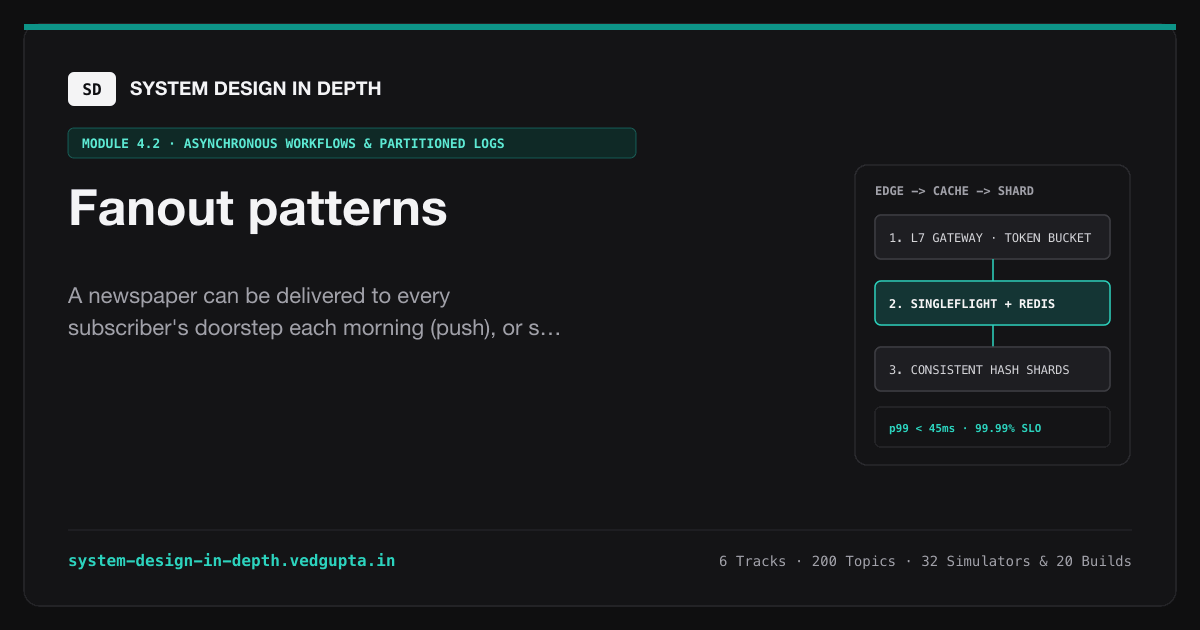 SD
SYSTEM DESIGN IN DEPTH
MODULE 4.2 · ASYNCHRONOUS WORKFLOWS & PARTITIONED LOGS
Fanout patterns
A newspaper can be delivered to every
subscriber's doorstep each morning (push), or s…
EDGE —> CACHE —> SHARD
1. L7 GATEWAY · TOKEN BUCKET
2. SINGLEFLIGHT + REDIS
3. CONSISTENT HASH SHARDS
p99 < 45ms · 99.99% SLO
system-design-in-depth.vedgupta.in
6 Tracks · 200 Topics · 32 Simulators & 20 Builds